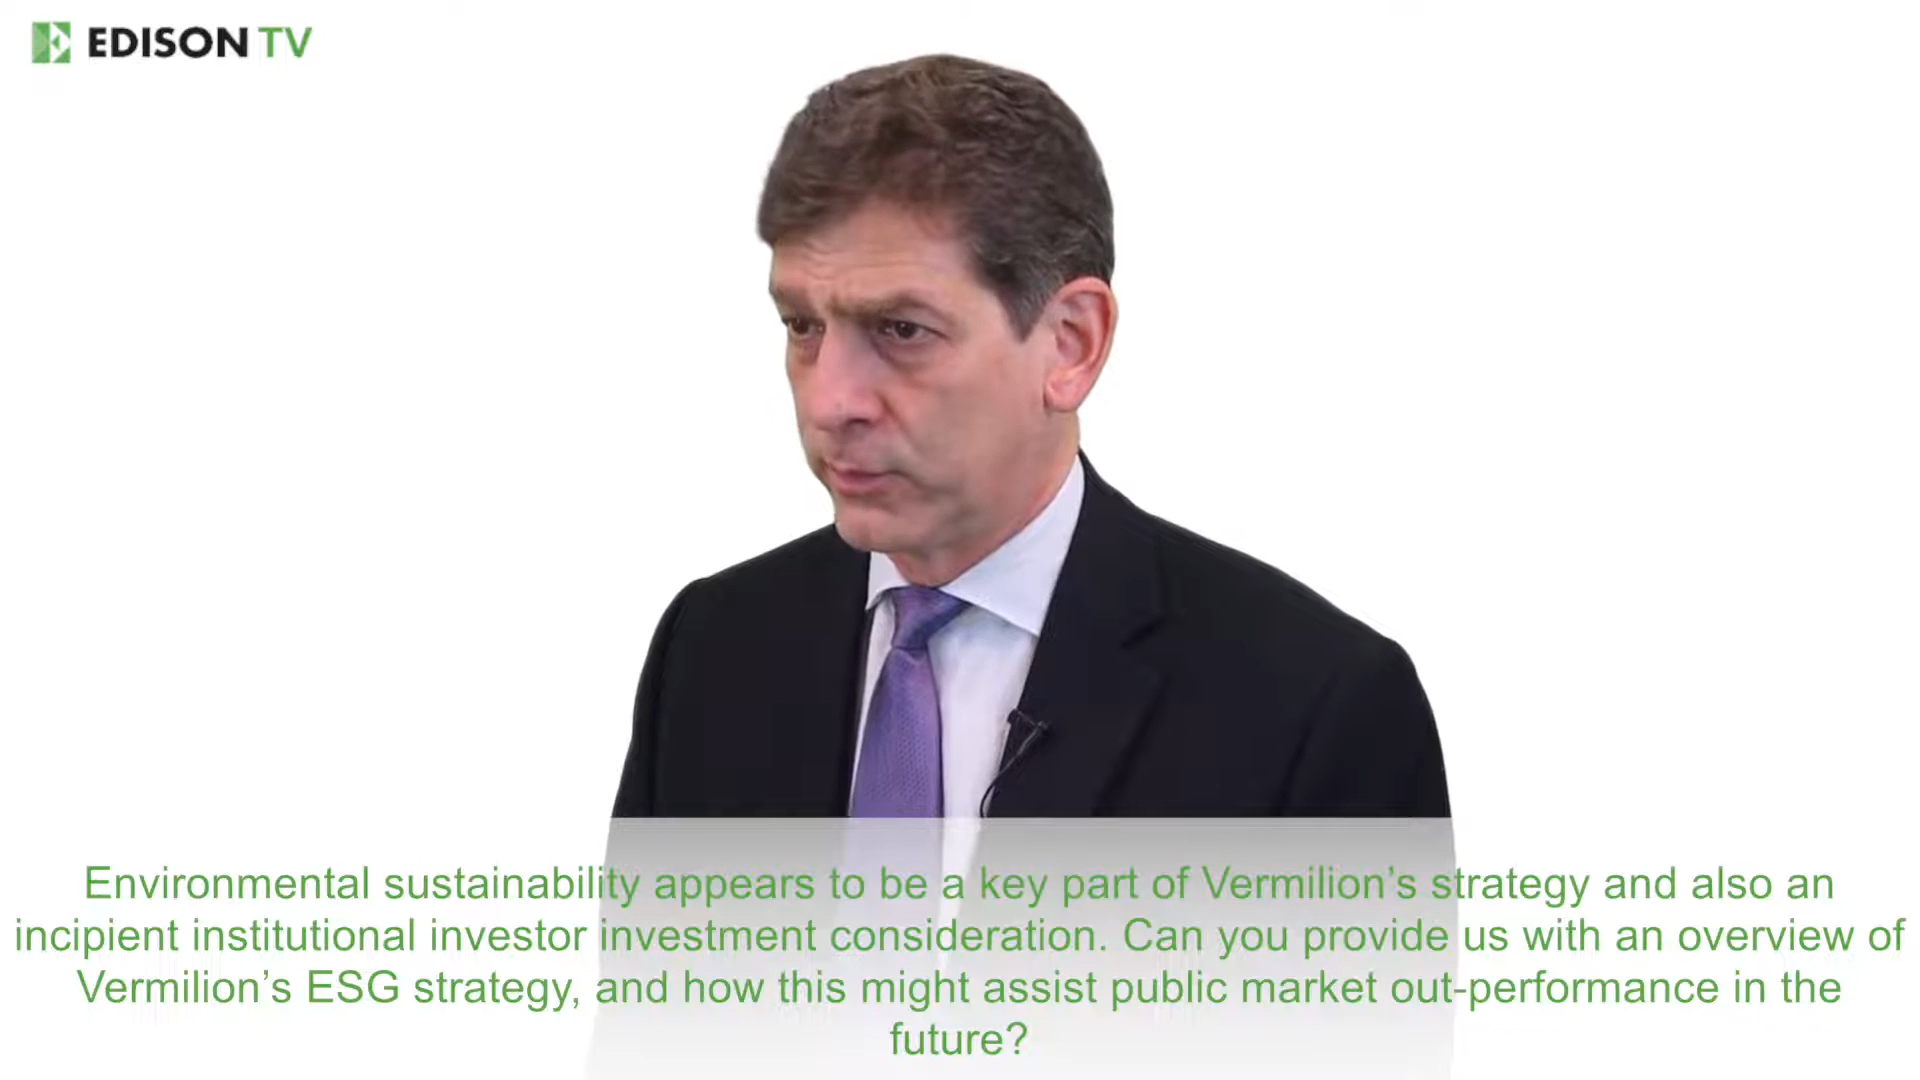 EDISON TV
Environmental sustainability appears to be a key part of Vermilion’s strategy and also an
incipient institutional investor investment consideration. Can you provide us with an overview of
Vermilion’s ESG strategy, and how this might assist public market out-performance in the
future?